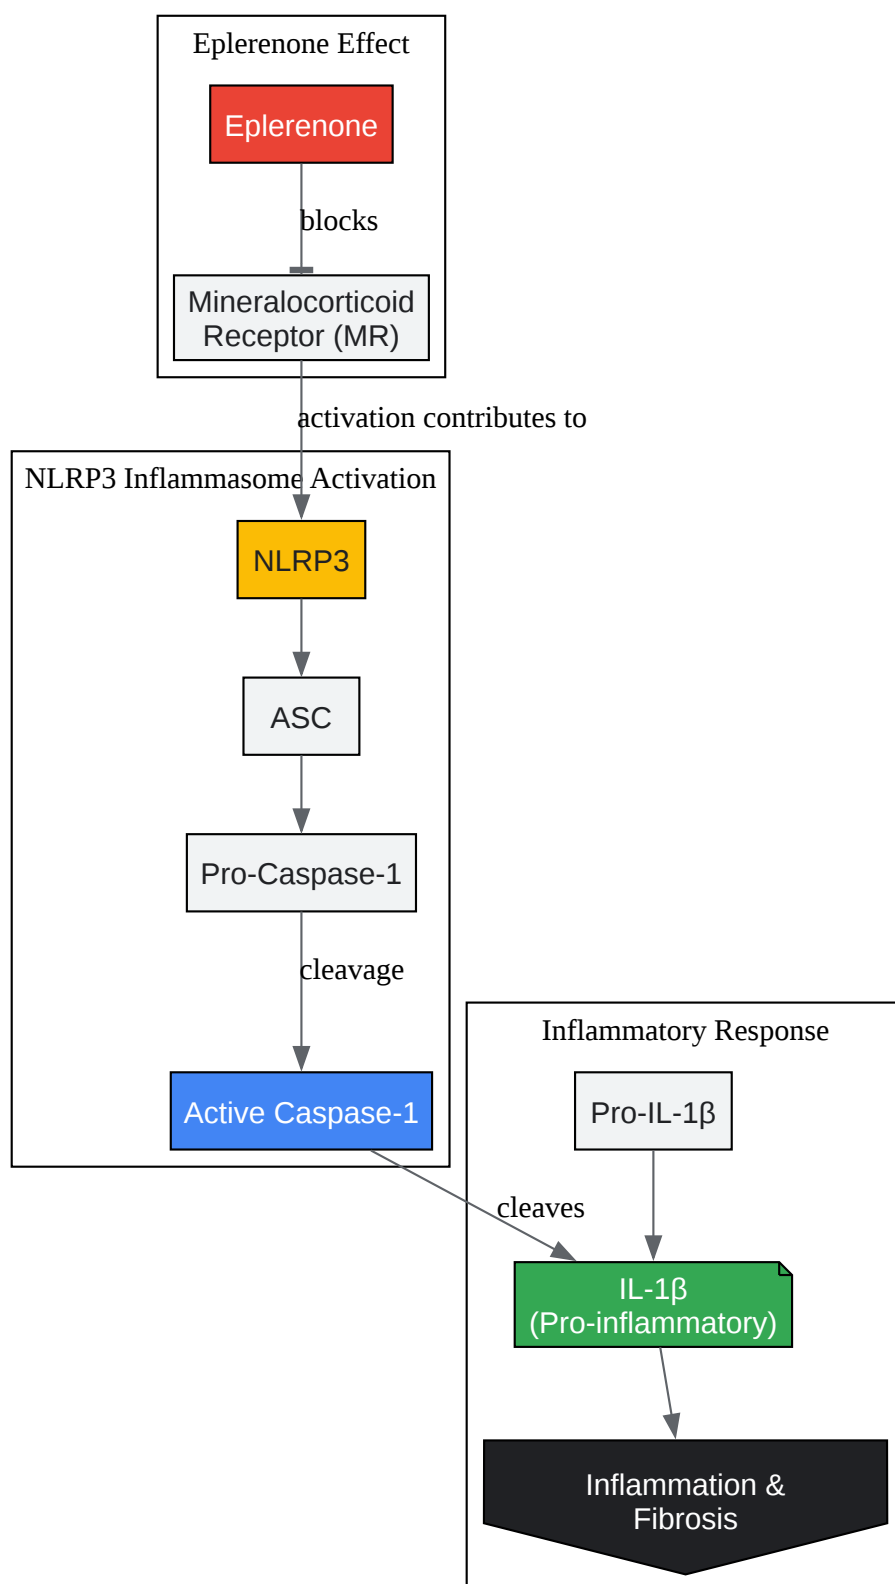 Eplerenone Effect
Eplerenone
blocks
Mineralocorticoid
Receptor (MR)
activation contributes to
NLRP3 Inflammasome Activation
NLRP3
ASC
Pro-Caspase-1
cleavage
Active Caspase-1
Inflammatory Response
Pro-IL-1β
cleaves
IL-1β
(Pro-inflammatory)
Inflammation &
Fibrosis